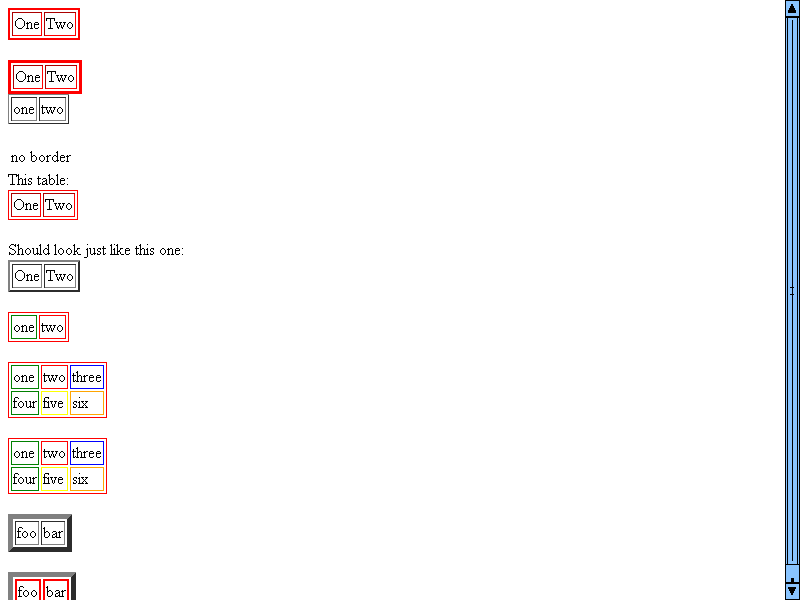 One Two
One Two
one two
no border
This table:
One Two
Should look just like this one:
One Two
one two
one two three
four five six
one two three
four five six
foo bar
foo bar